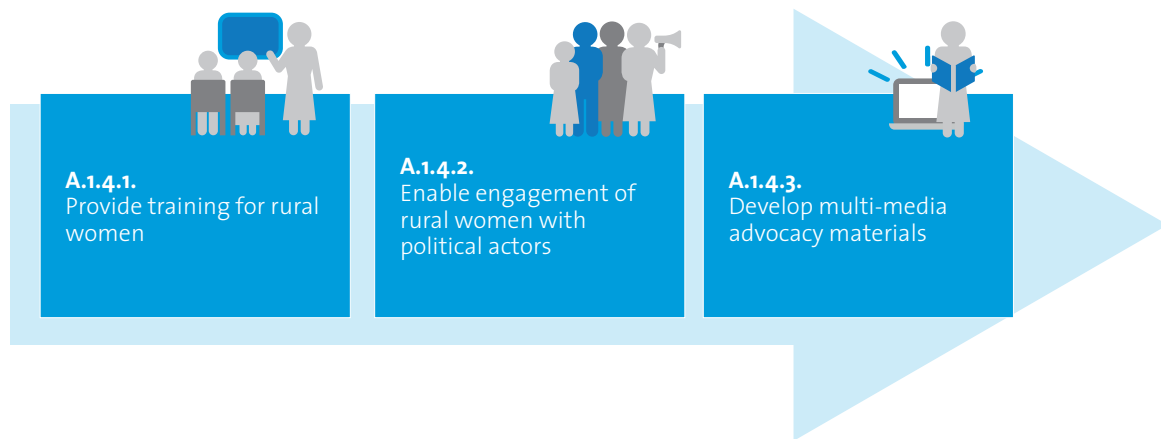 A.1.4.1.
Provide training for rural
women
A.1.4.2.
Enable engagement of
rural women with
political actors
A.1.4.3.
Develop multi-media
advocacy materials